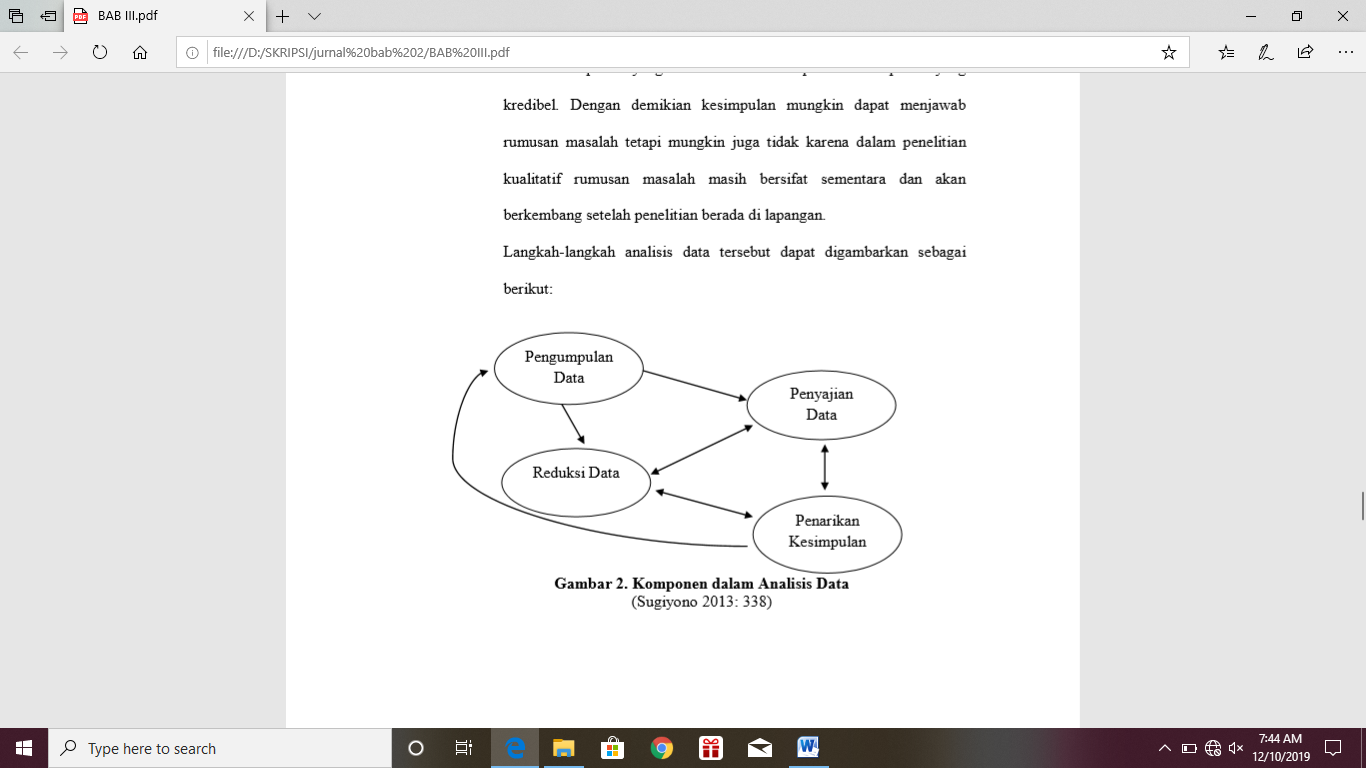 BAB III.pdf
file:///D:/SKRIPSI/jurnal%20bab%202/BAB%20III.pdf
kredibel. Dengan demikian kesimpulan mungkin dapat menjawab
rumusan masalah tetapi mungkin juga tidak karena dalam penelitian
kualitatif rumusan masalah masih bersifat sementara dan akan
berkembang setelah penelitian berada di lapangan.
Langkah-langkah analisis data tersebut dapat digambarkan sebagai
berikut:
Pengumpulan
Data
Penyajian
Data
Reduksi Data
Penarikan
Kesimpulan
Gambar 2. Komponen dalam Analisis Data
(Sugiyono 2013: 338)
Type here to search
7:44 AM
12/10/2019